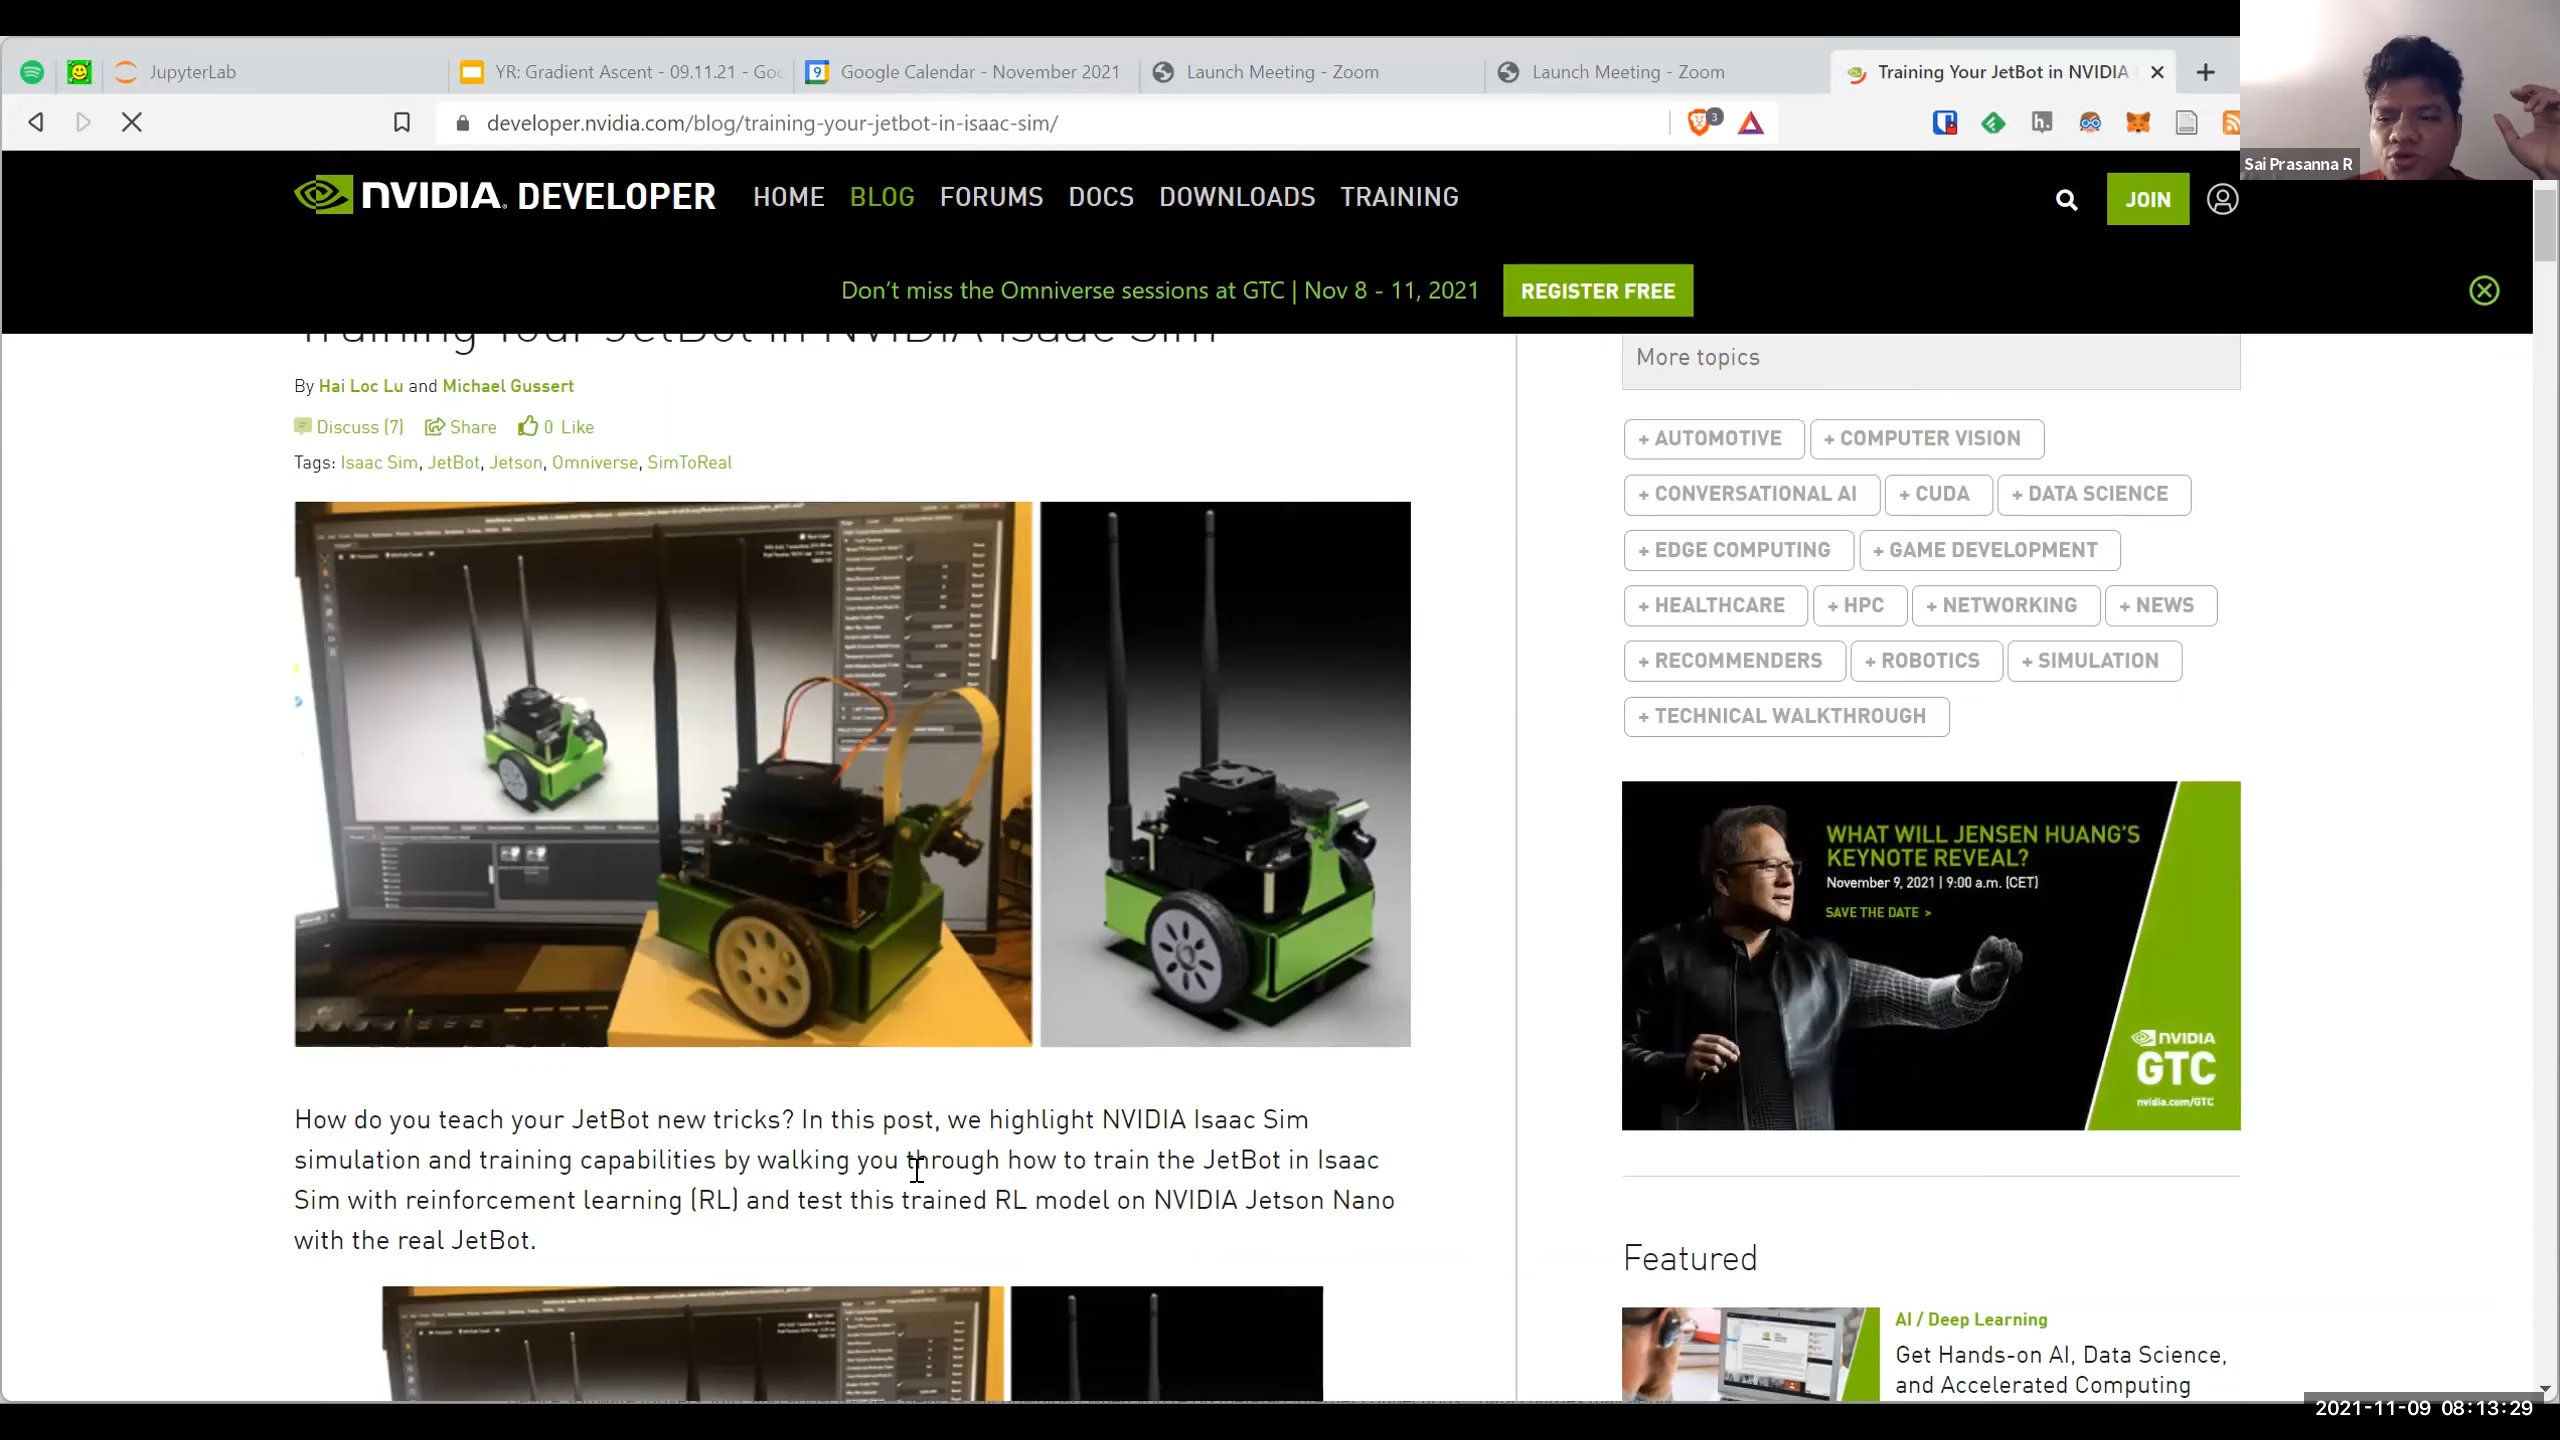 JupyterLab
YR: Gradient Ascent - 09.11.21 - Goo
9
Google Calendar - November 2021
Launch Meeting - Zoom
Launch Meeting - Zoom
Training Your JetBot in NVIDIA
developer.nvidia.com/blog/training-your-jetbot-in-isaac-sim/
3
h.
Sai Prasanna R
NVIDIA. DEVELOPER
HOME BLOG FORUMS DOCS DOWNLOADS TRAINING
JOIN
Don't miss the Omniverse sessions at GTC | Nov 8 - 11, 2021
REGISTER FREE
Training Your JetBot in NVIDIA Isaac Sim
By Hai Loc Lu and Michael Gussert
Discuss (7) Share 0 Like
Tags: Isaac Sim, JetBot, Jetson, Omniverse, SimToReal
How do you teach your JetBot new tricks? In this post, we highlight NVIDIA Isaac Sim
simulation and training capabilities by walking you through how to train the JetBot in Isaac
Sim with reinforcement learning (RL) and test this trained RL model on NVIDIA Jetson Nano
with the real JetBot.
More topics
+ AUTOMOTIVE + COMPUTER VISION
+ CONVERSATIONAL AI + CUDA + DATA SCIENCE
+ EDGE COMPUTING + GAME DEVELOPMENT
+ HEALTHCARE + HPC + NETWORKING + NEWS
+ RECOMMENDERS + ROBOTICS + SIMULATION
+ TECHNICAL WALKTHROUGH
WHAT WILL JENSEN HUANG'S
KEYNOTE REVEAL?
November 9, 2021 | 9:00 a.m. (CET)
SAVE THE DATE >
NVIDIA
GTC
nvidia.com/GTC
Featured
AI / Deep Learning
Get Hands-on AI, Data Science,
and Accelerated Computing
2021-11-09 08:13:29